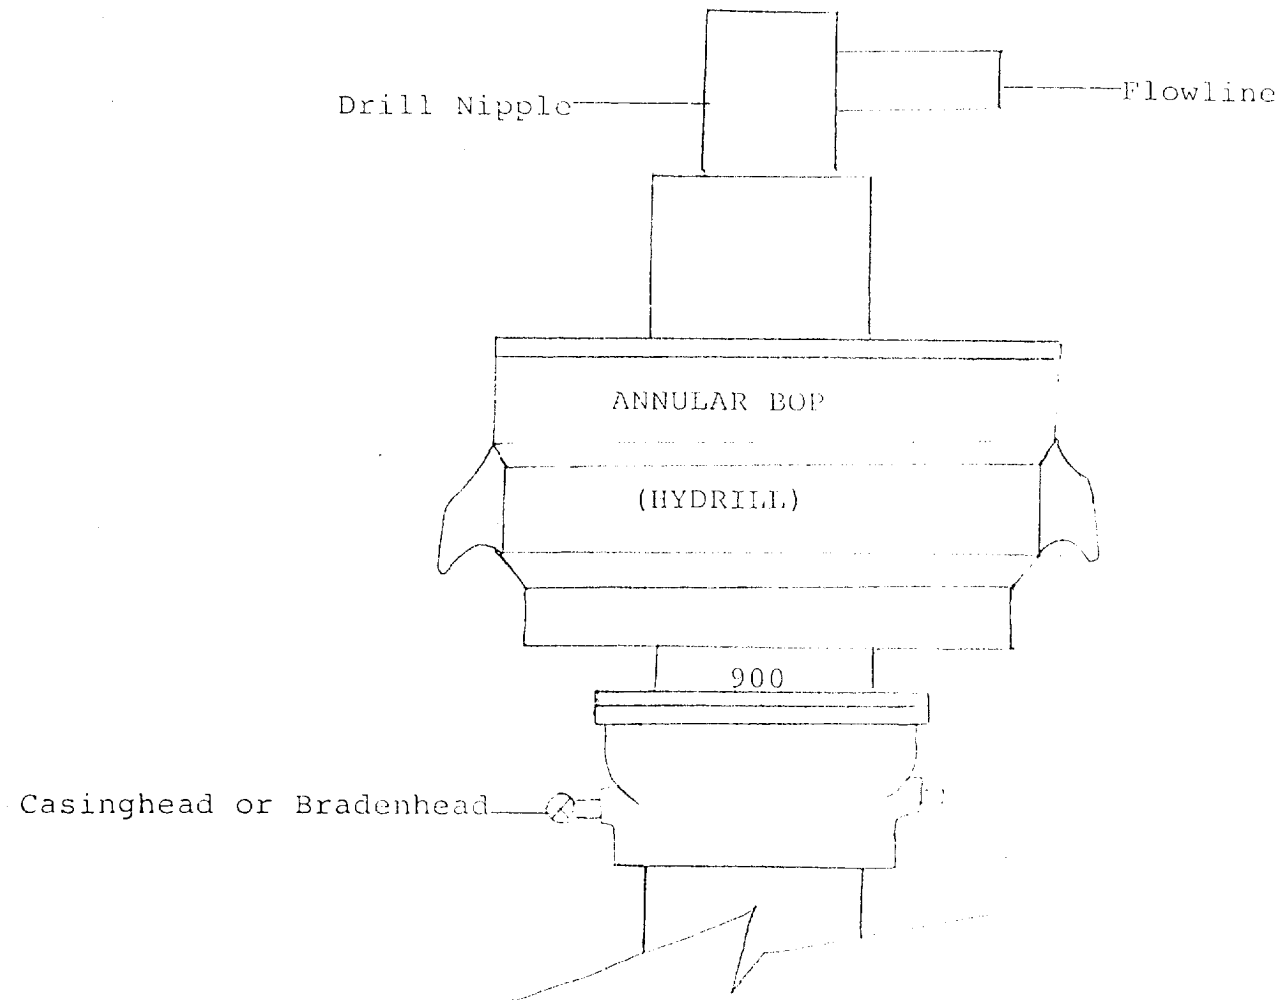 Drill Nipple
Flowline
ANNULAR BOP
(HYDRILL)
900
Casinghead or Bradenhead